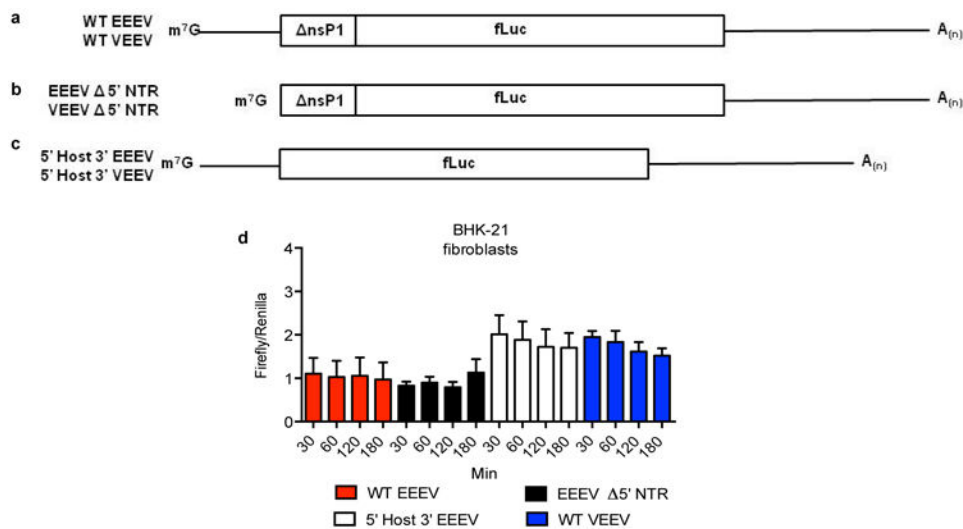 a
WT EEEV
WT VEEV
m⁷G
ΔnsP1
fLuc
A(n)
b
EEEV Δ 5' NTR
VEEV Δ 5' NTR
m⁷G
ΔnsP1
fLuc
A(n)
c
5' Host 3' EEEV
5' Host 3' VEEV
m⁷G
fLuc
A(n)
d
BHK-21
fibroblasts
Firefly/Renilla
4
3
2
1
0
30 60 120 180 30 60 120 180 30 60 120 180 30 60 120 180
Min
WT EEEV
EEEV Δ5' NTR
5' Host 3' EEEV
WT VEEV